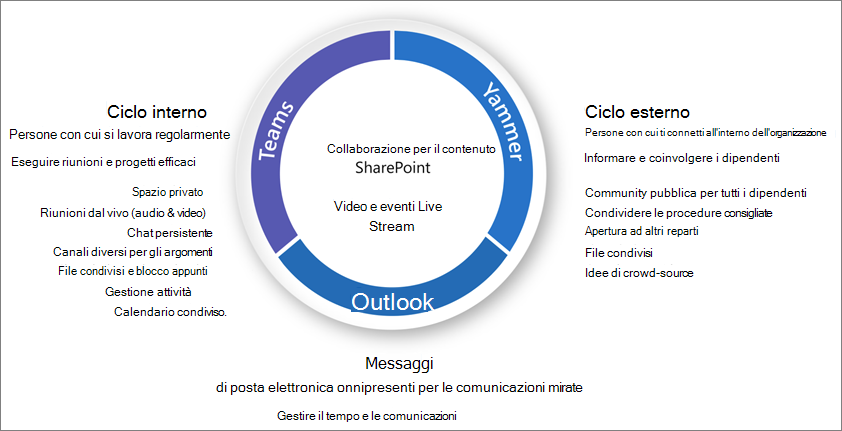 Ciclo interno
Persone con cui si lavora regolarmente
Eseguire riunioni e progetti efficaci
Spazio privato
Riunioni dal vivo (audio & video)
Chat persistente
Canali diversi per gli argomenti
File condivisi e blocco appunti
Gestione attività
Calendario condiviso.
Teams
Yammer
Collaborazione per il contenuto
SharePoint
Video e eventi Live
Stream
Outlook
Ciclo esterno
Persone con cui ti connetti all'interno dell'organizzazione
Informare e coinvolgere i dipendenti
Community pubblica per tutti i dipendenti
Condividere le procedure consigliate
Apertura ad altri reparti
File condivisi
Idee di crowd-source
Messaggi
di posta elettronica onnipresenti per le comunicazioni mirate
Gestire il tempo e le comunicazioni